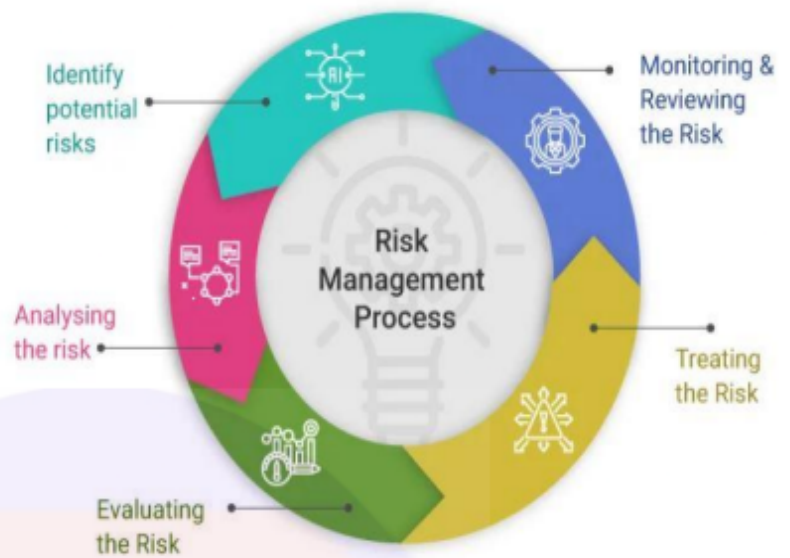 Identify
potential
risks
Monitoring &
Reviewing
the Risk
Risk
Management
Process
Analysing
the risk
Treating
the Risk
Evaluating
the Risk